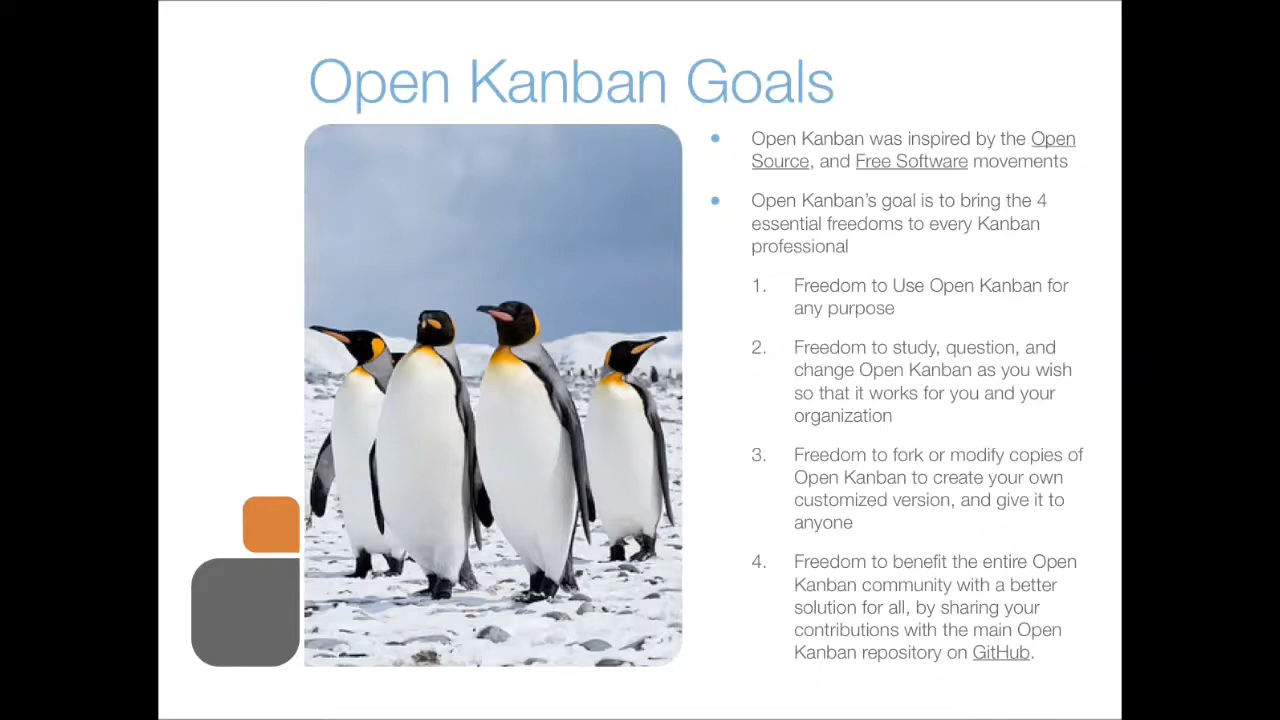 Open Kanban Goals
• Open Kanban was inspired by the Open
Source, and Free Software movements
• Open Kanban’s goal is to bring the 4
essential freedoms to every Kanban
professional
1. Freedom to Use Open Kanban for
any purpose
2. Freedom to study, question, and
change Open Kanban as you wish
so that it works for you and your
organization
3. Freedom to fork or modify copies of
Open Kanban to create your own
customized version, and give it to
anyone
4. Freedom to benefit the entire Open
Kanban community with a better
solution for all, by sharing your
contributions with the main Open
Kanban repository on GitHub.